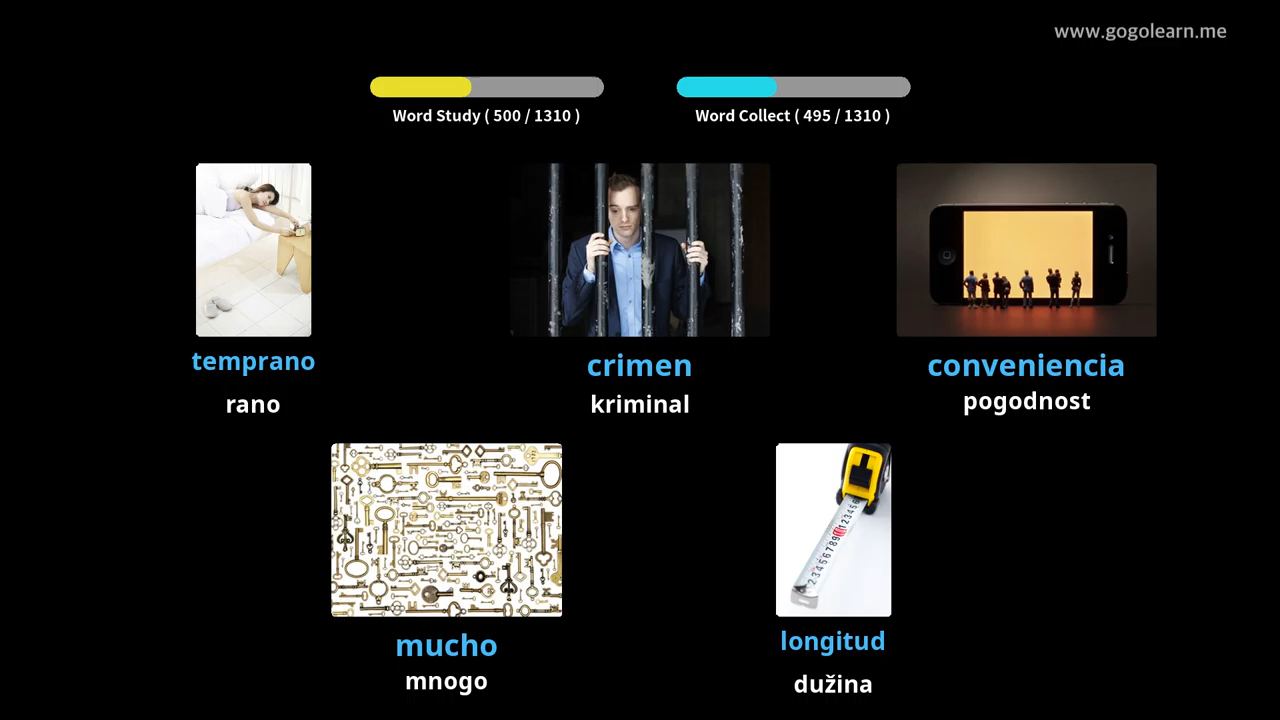 www.gogolearn.me
Word Study ( 500 / 1310 )
Word Collect ( 495 / 1310 )
temprano
rano
crimen
kriminal
conveniencia
pogodnost
mucho
mnogo
longitud
dužina